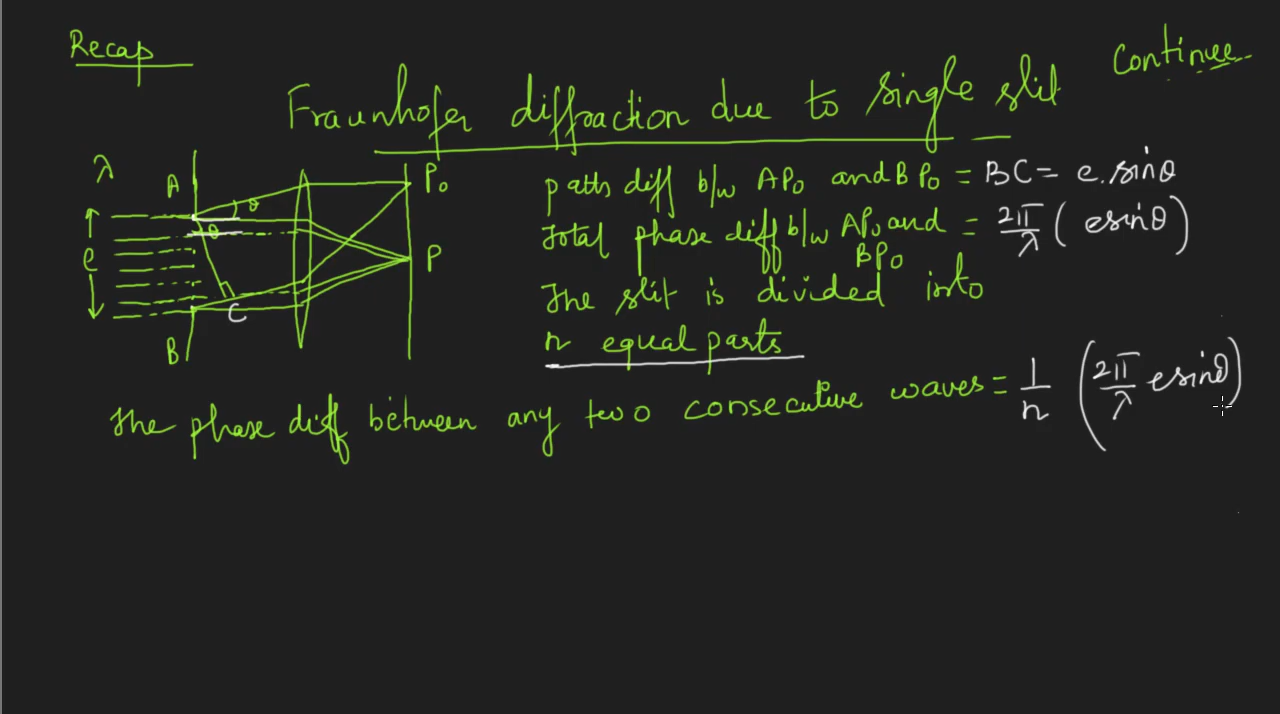 Recap
Continue
Fraunhofer diffraction due to single slit
λ
A
θ
P₀
θ
e
P
C
B
path diff b/w AP₀ and BP₀ = BC = e.sinθ
Total phase diff b/w AP₀ and BP₀ = 2π/λ (esinθ)
The slit is divided into
n equal parts
The phase diff between any two consecutive waves = 1/n (2π/λ esinθ)